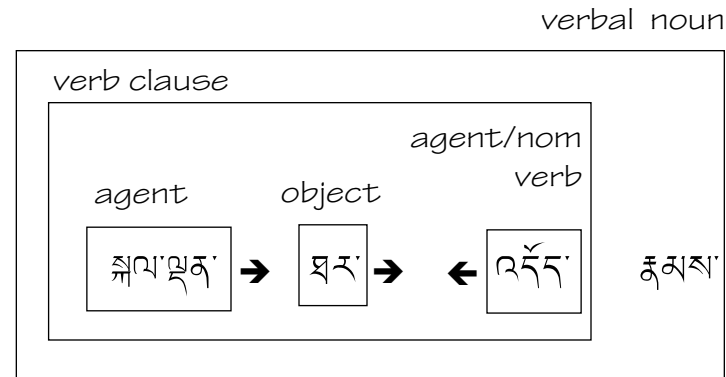 verbal noun
verb clause
agent/nom
verb
agent object
སྐལ་ལྡན་ ཐར་ འདོད་ རྣམས་